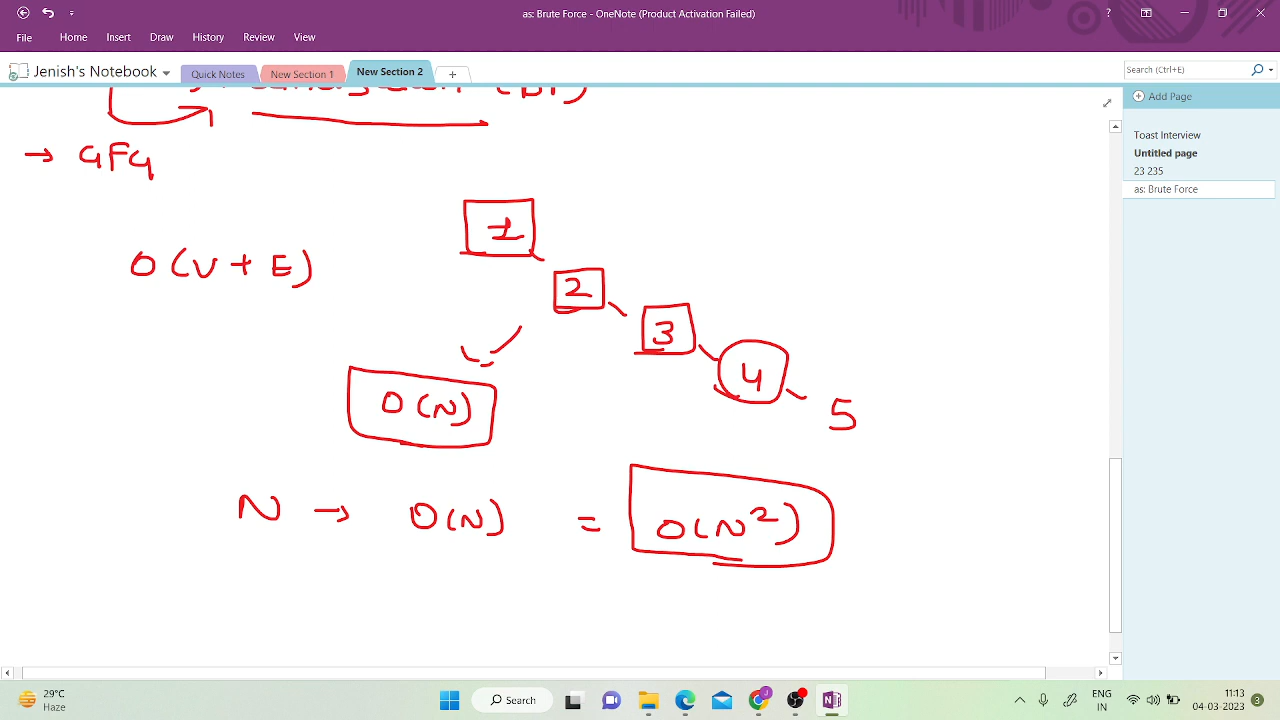 as: Brute Force - OneNote (Product Activation Failed)
File Home Insert Draw History Review View
Jenish's Notebook Quick Notes New Section 1 New Section 2
Search (Ctrl+E)
Add Page
Toast Interview
Untitled page
23 235
as: Brute Force
→ GFG
O(V+E)
1
2
3
4
5
O(N)
N → O(N) = O(N²)
29°C
Haze
Search
ENG
IN
11:13
04-03-2023
3